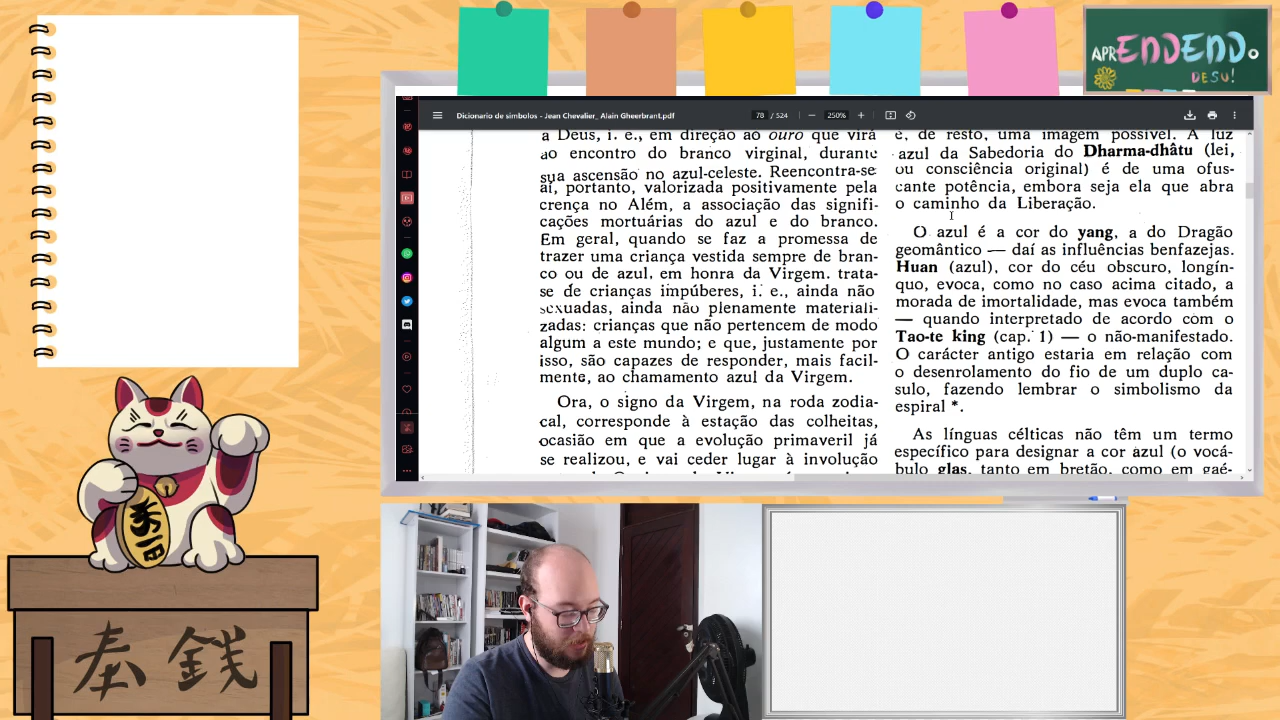 APRENDENDO
DESU!
Dicionario de simbolos - Jean Chevalier_ Alain Gheerbrant.pdf
78 / 524
250%
a Deus, i. e., em direção ao ouro que virá
ao encontro do branco virginal, durante
sua ascensão no azul-celeste. Reencontra-se
aí, portanto, valorizada positivamente pela
crença no Além, a associação das signifi-
cações mortuárias do azul e do branco.
Em geral, quando se faz a promessa de
trazer uma criança vestida sempre de bran-
co ou de azul, em honra da Virgem. trata-
se de crianças impúberes, i. e., ainda não
sexuadas, ainda não plenamente materiali-
zadas: crianças que não pertencem de modo
algum a este mundo; e que, justamente por
isso, são capazes de responder, mais facil-
mente, ao chamamento azul da Virgem.
Ora, o signo da Virgem, na roda zodia-
cal, corresponde à estação das colheitas,
ocasião em que a evolução primaveril já
se realizou, e vai ceder lugar à involução
é, de resto, uma imagem possível. A luz
azul da Sabedoria do Dharma-dhâtu (lei,
ou consciência original) é de uma ofus-
cante potência, embora seja ela que abra
o caminho da Liberação.
O azul é a cor do yang, a do Dragão
geomântico — daí as influências benfazejas.
Huan (azul), cor do céu obscuro, longín-
quo, evoca, como no caso acima citado, a
morada de imortalidade, mas evoca também
— quando interpretado de acordo com o
Tao-te king (cap. 1) — o não-manifestado.
O carácter antigo estaria em relação com
o desenrolamento do fio de um duplo ca-
sulo, fazendo lembrar o simbolismo da
espiral *.
As línguas célticas não têm um termo
específico para designar a cor azul (o vocá-
bulo glas, tanto em bretão, como em gaé-
奉銭